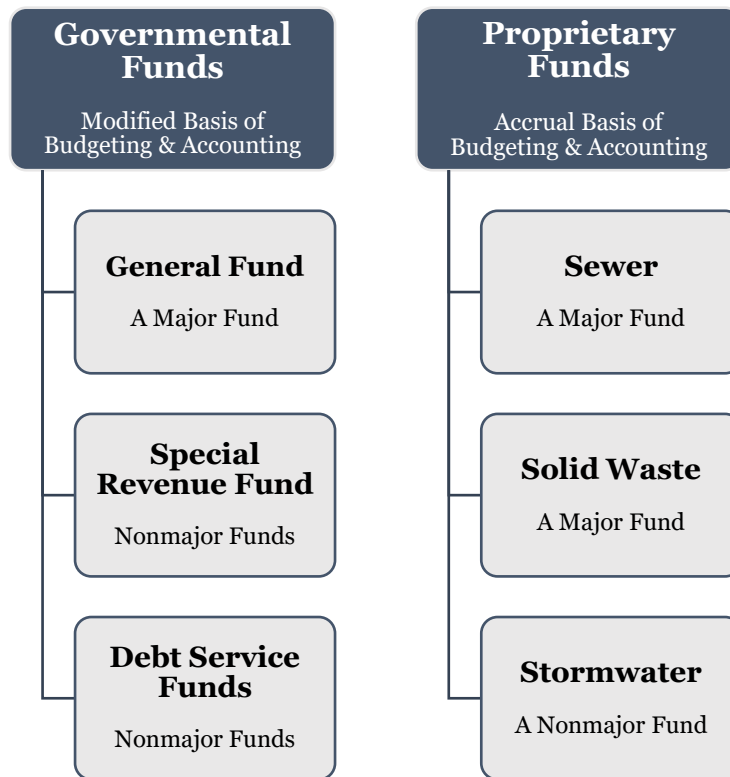 Governmental
Funds
Modified Basis of
Budgeting & Accounting
General Fund
A Major Fund
Special
Revenue Fund
Nonmajor Funds
Debt Service
Funds
Nonmajor Funds
Proprietary
Funds
Accrual Basis of
Budgeting & Accounting
Sewer
A Major Fund
Solid Waste
A Major Fund
Stormwater
A Nonmajor Fund